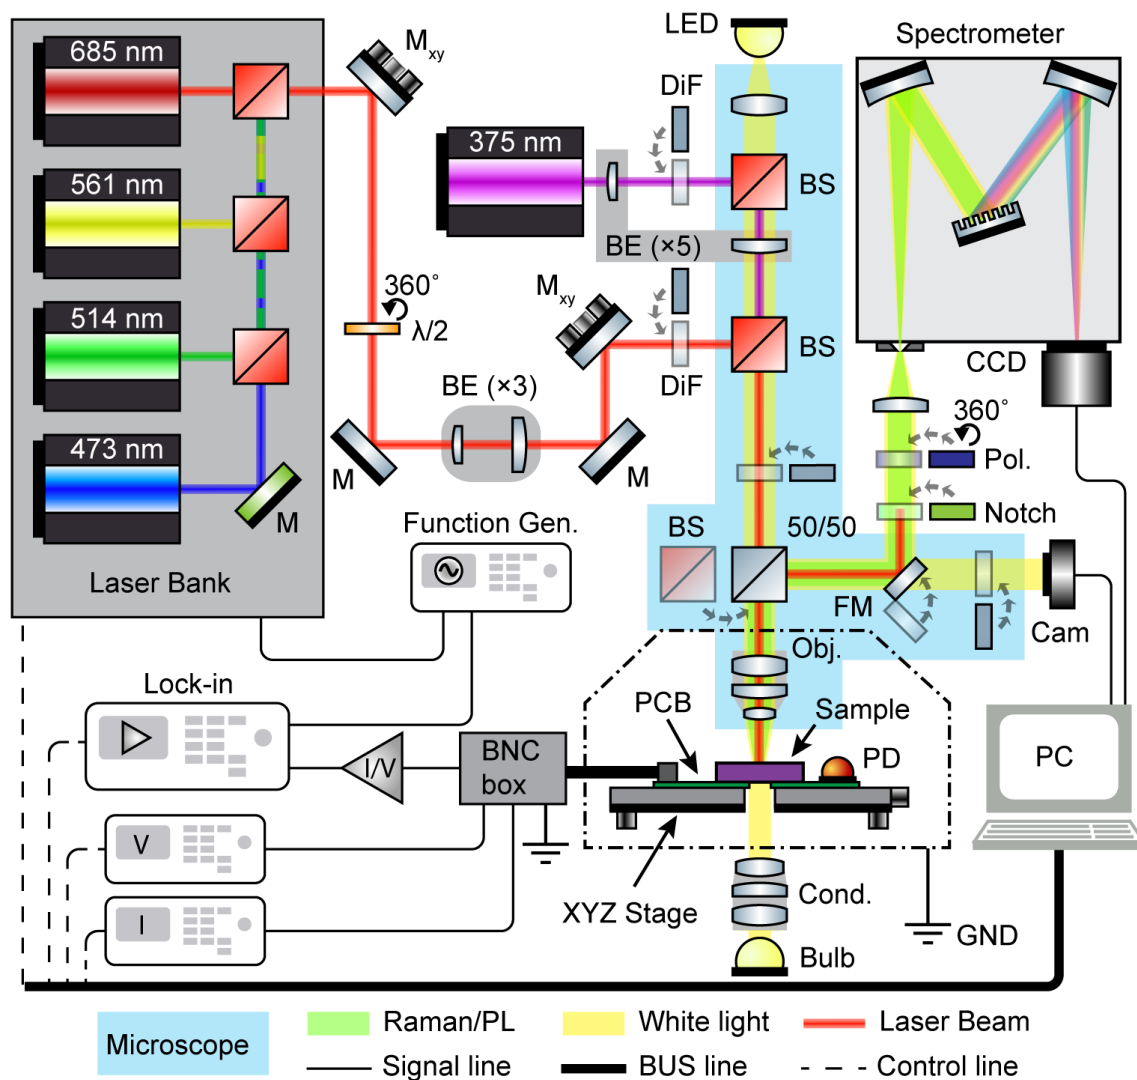 685 nm
561 nm
514 nm
473 nm
M
Laser Bank
Mxy
360°
λ/2
M
BE (×3)
M
Mxy
LED
DiF
375 nm
BS
BE (×5)
DiF
BS
Spectrometer
CCD
360°
Pol.
Notch
BS
50/50
FM
Cam
Function Gen.
Obj.
Lock-in
PCB
Sample
PD
I/V
BNC
box
V
I
XYZ Stage
Cond.
Bulb
GND
PC
Microscope
Raman/PL
White light
Laser Beam
Signal line
BUS line
Control line